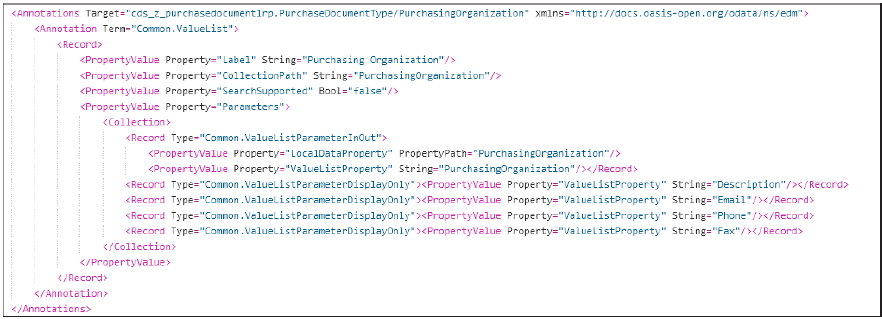 <Annotations Target="cds_z_purchasedocumentlrp.PurchaseDocumentType/PurchasingOrganization" xmlns="http://docs.oasis-open.org/odata/ns/edm">
<Annotation Term="Common.ValueList">
<Record>
<PropertyValue Property="Label" String="Purchasing Organization"/>
<PropertyValue Property="CollectionPath" String="PurchasingOrganization"/>
<PropertyValue Property="SearchSupported" Bool="false"/>
<PropertyValue Property="Parameters">
<Collection>
<Record Type="Common.ValueListParameterInOut">
<PropertyValue Property="LocalDataProperty" PropertyPath="PurchasingOrganization"/>
<PropertyValue Property="ValueListProperty" String="PurchasingOrganization"/></Record>
<Record Type="Common.ValueListParameterDisplayOnly"><PropertyValue Property="ValueListProperty" String="Description"/></Record>
<Record Type="Common.ValueListParameterDisplayOnly"><PropertyValue Property="ValueListProperty" String="Email"/></Record>
<Record Type="Common.ValueListParameterDisplayOnly"><PropertyValue Property="ValueListProperty" String="Phone"/></Record>
<Record Type="Common.ValueListParameterDisplayOnly"><PropertyValue Property="ValueListProperty" String="Fax"/></Record>
</Collection>
</PropertyValue>
</Record>
</Annotation>
</Annotations>